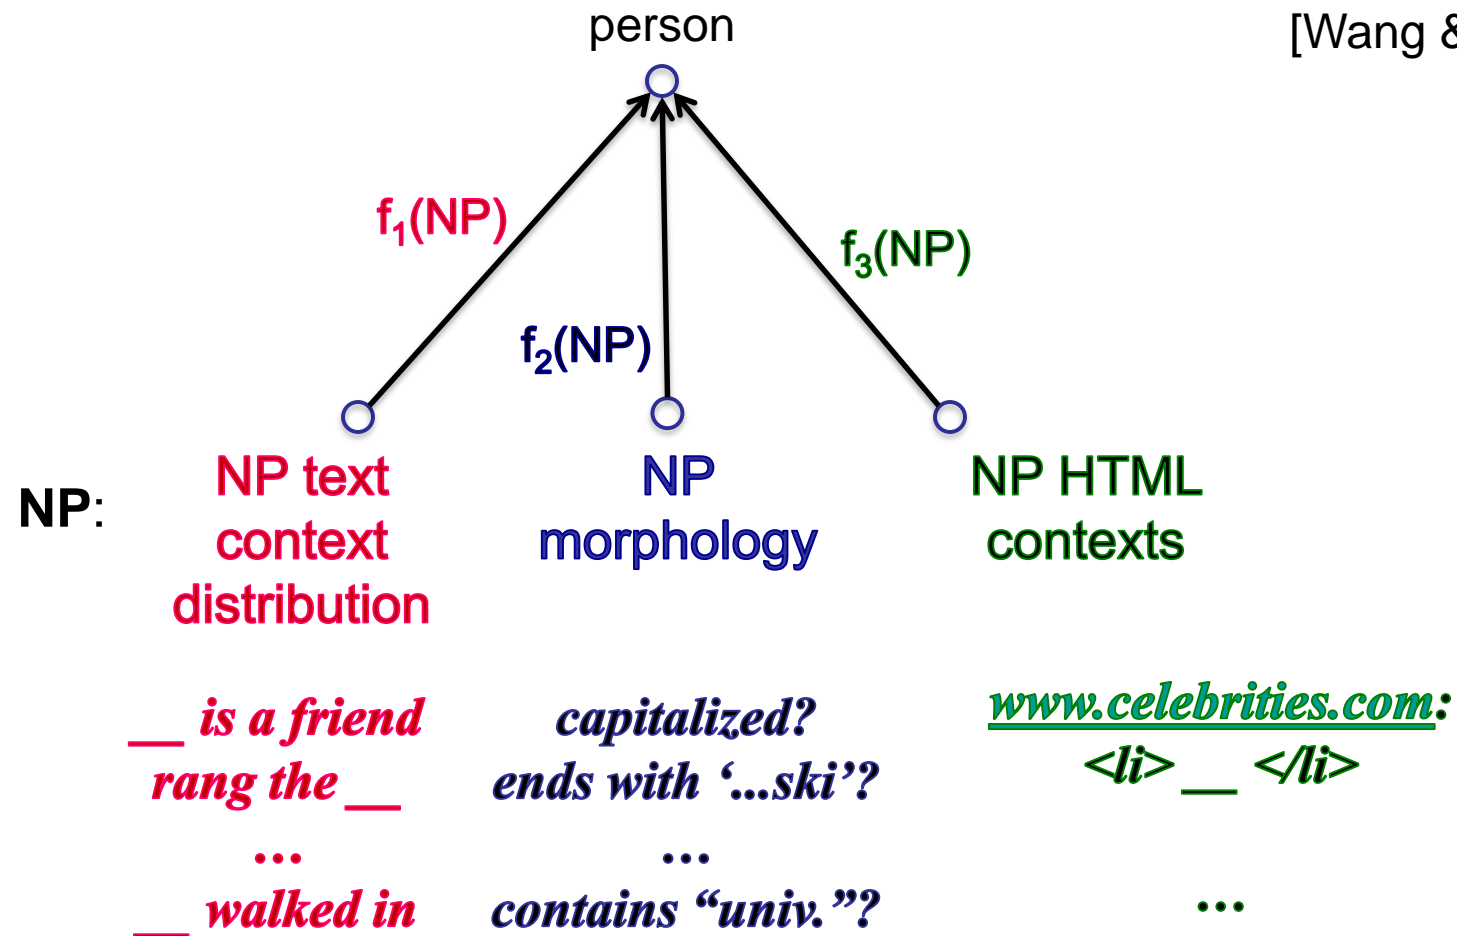 person
[Wang &
f1(NP)
f3(NP)
f2(NP)
NP:
NP text
context
distribution
NP
morphology
NP HTML
contexts
__ is a friend
rang the __
...
__ walked in
capitalized?
ends with ‘...ski’?
...
contains “univ.”?
www.celebrities.com:
<li> __ </li>
...